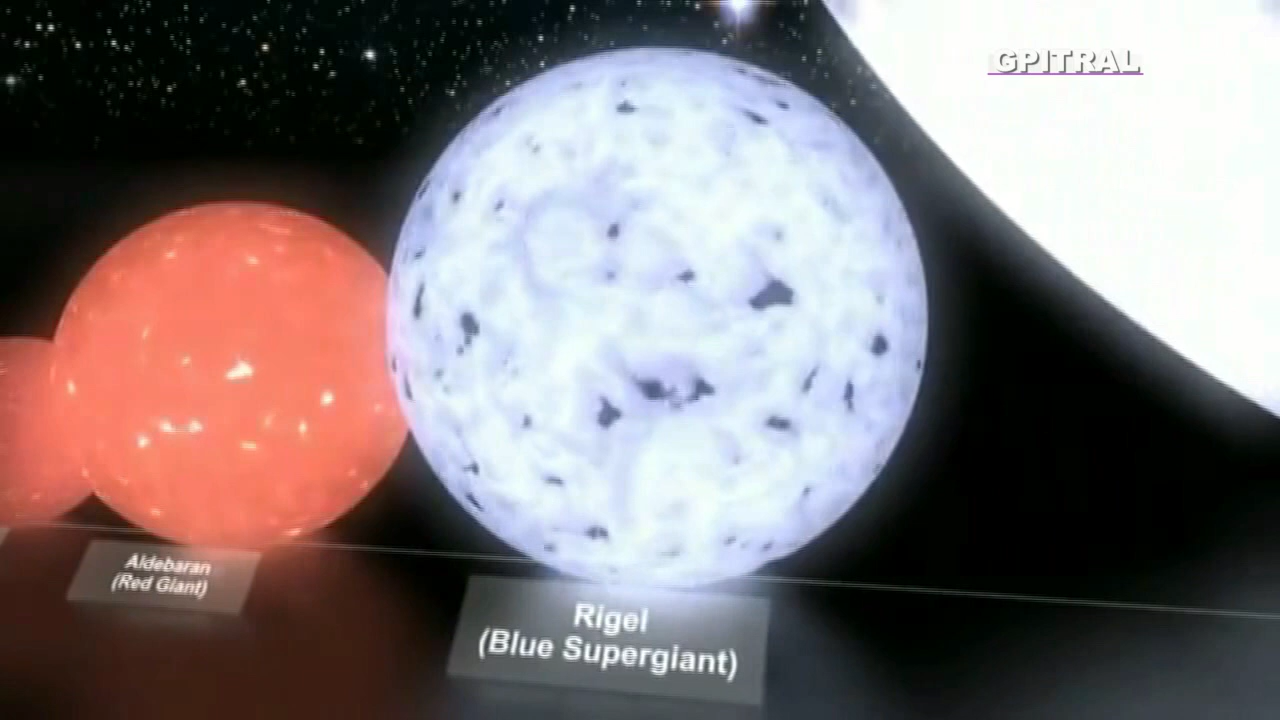 GPITRAL
Aldebaran
(Red Giant)
Rigel
(Blue Supergiant)